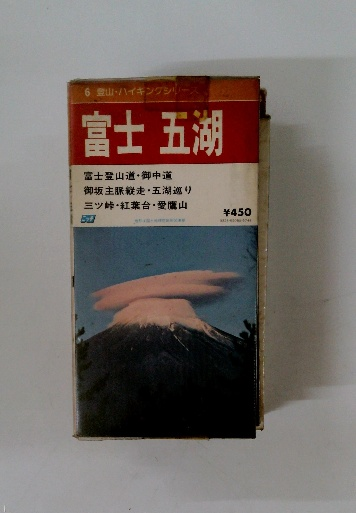 6 登山・ハイキングシリーズ
富士 五湖
富士登山道・御中道
御坂主脈縦走・五湖巡り
三ツ峠・紅葉台・愛鷹山
¥450